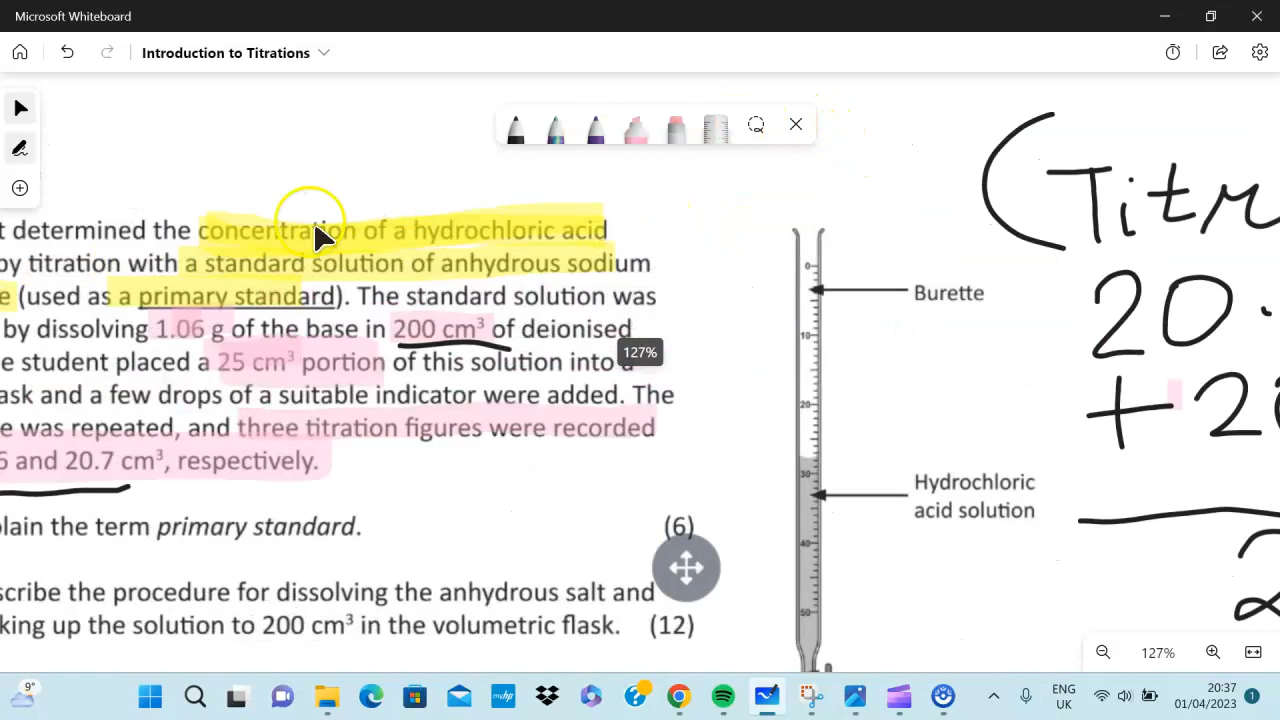 Microsoft Whiteboard
Introduction to Titrations
t determined the concentration of a hydrochloric acid
by titration with a standard solution of anhydrous sodium
e (used as a primary standard). The standard solution was
by dissolving 1.06 g of the base in 200 cm³ of deionised
e student placed a 25 cm³ portion of this solution into a
ask and a few drops of a suitable indicator were added. The
e was repeated, and three titration figures were recorded
6 and 20.7 cm³, respectively.
plain the term primary standard. (6)
scribe the procedure for dissolving the anhydrous salt and
king up the solution to 200 cm³ in the volumetric flask. (12)
127%
0
10
20
30
40
50
Burette
Hydrochloric
acid solution
(Titr
20.
+20
2
127%
9°
ENG
UK
20:37
01/04/2023
1